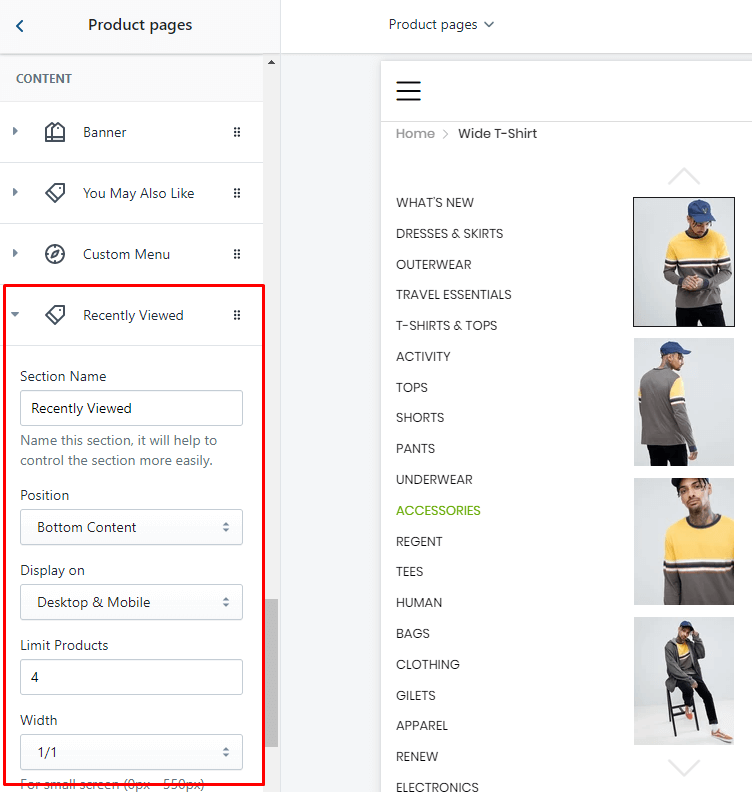 Product pages
CONTENT
Banner
You May Also Like
Custom Menu
Recently Viewed
Section Name
Recently Viewed
Name this section, it will help to
control the section more easily.
Position
Bottom Content
Display on
Desktop & Mobile
Limit Products
4
Width
1/1
For small screen (0px - 550px)
Product pages
Home > Wide T-Shirt
WHAT'S NEW
DRESSES & SKIRTS
OUTERWEAR
TRAVEL ESSENTIALS
T-SHIRTS & TOPS
ACTIVITY
TOPS
SHORTS
PANTS
UNDERWEAR
ACCESSORIES
REGENT
TEES
HUMAN
BAGS
CLOTHING
GILETS
APPAREL
RENEW
ELECTRONICS